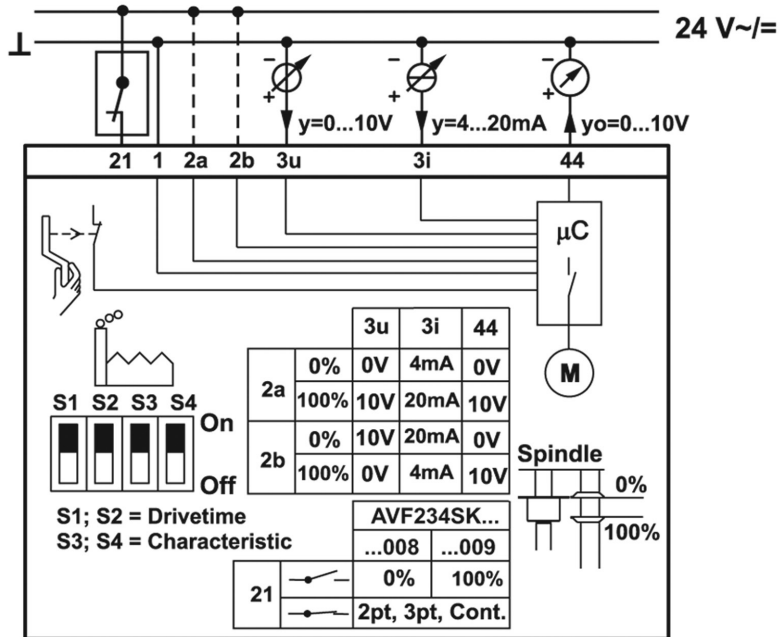 24 V~/=
⊥
− − −
+ + +
y=0...10V y=4...20mA yo=0...10V
21 1 2a 2b 3u 3i 44
µC
M
3u 3i 44
2a 0% 0V 4mA 0V
100% 10V 20mA 10V
2b 0% 10V 20mA 0V
100% 0V 4mA 10V
S1 S2 S3 S4
On
Off
S1; S2 = Drivetime
S3; S4 = Characteristic
Spindle
0%
100%
AVF234SK...
...008 ...009
21 0% 100%
2pt, 3pt, Cont.